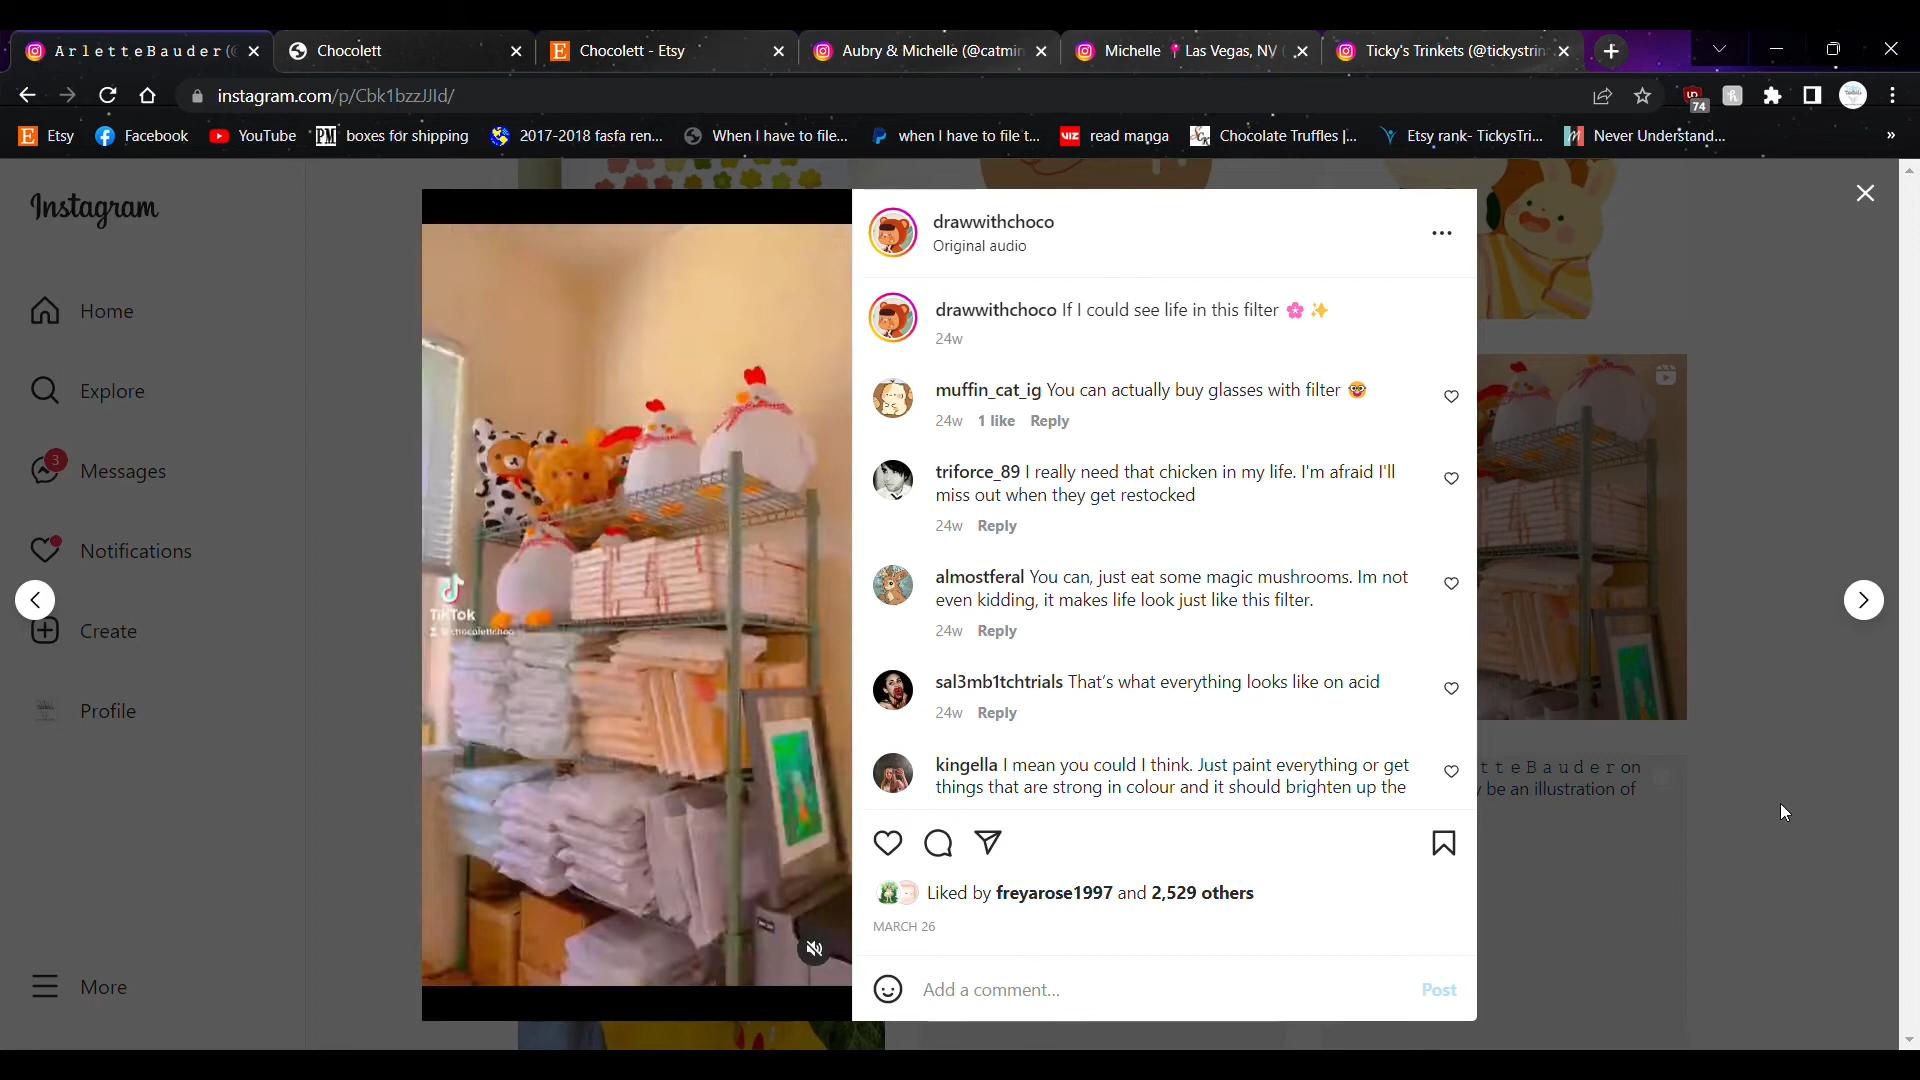 A r l e t t e B a u d e r (@
Chocolett
Chocolett - Etsy
Aubry & Michelle (@catmin
Michelle 📍 Las Vegas, NV (
Ticky's Trinkets (@tickystrin
instagram.com/p/Cbk1bzzJJId/
74
Etsy
Facebook
YouTube
PM
boxes for shipping
2017-2018 fasfa ren...
When I have to file...
when I have to file t...
VIZ
read manga
Chocolate Truffles |...
Etsy rank- TickysTri...
Never Understand...
»
Instagram
Home
Explore
3
Messages
Notifications
Create
Profile
More
TikTok
drawwithchoco
Original audio
drawwithchoco If I could see life in this filter 🌸 ✨
24w
muffin_cat_ig You can actually buy glasses with filter 🤓
24w 1 like Reply
triforce_89 I really need that chicken in my life. I'm afraid I'll
miss out when they get restocked
24w Reply
almostferal You can, just eat some magic mushrooms. Im not
even kidding, it makes life look just like this filter.
24w Reply
sal3mb1tchtrials That's what everything looks like on acid
24w Reply
kingella I mean you could I think. Just paint everything or get
things that are strong in colour and it should brighten up the
Liked by freyarose1997 and 2,529 others
MARCH 26
Add a comment...
Post
t t e B a u d e r on
be an illustration of